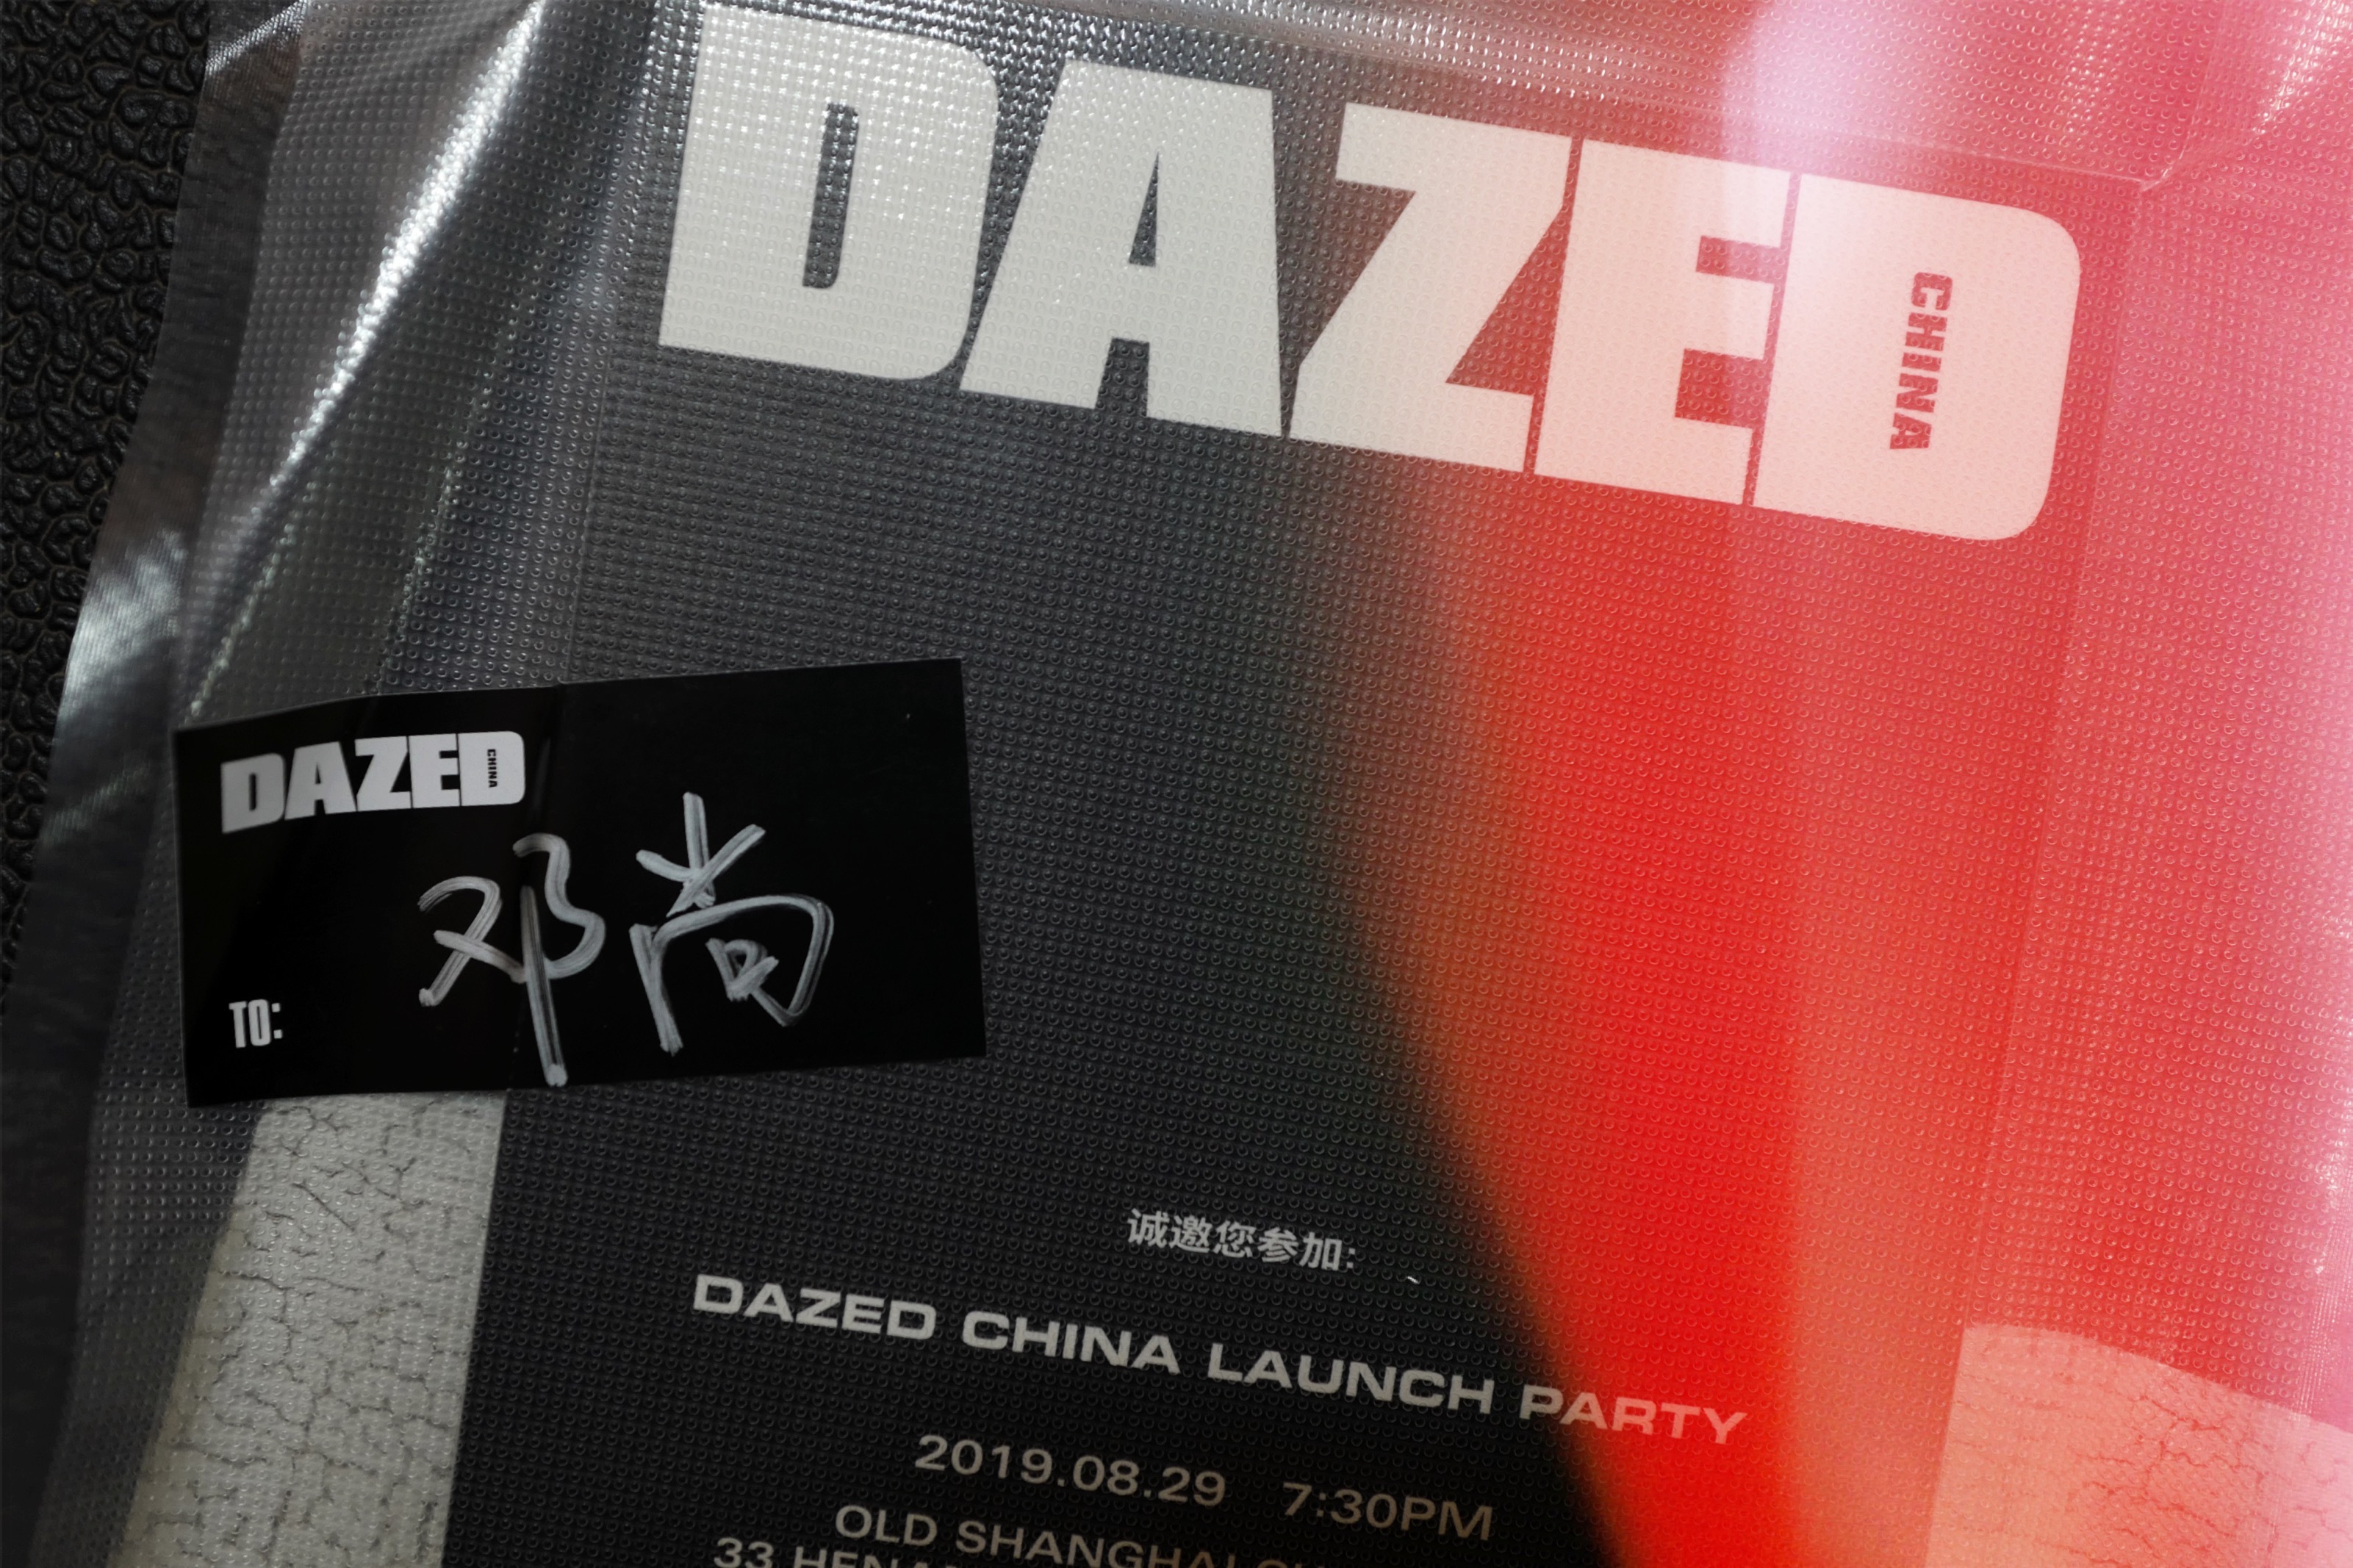 DAZED
CHINA
DAZED
CHINA
邓尚
TO:
诚邀您参加:
DAZED CHINA LAUNCH PARTY
2019.08.29 7:30PM
OLD SHANGHAI
33